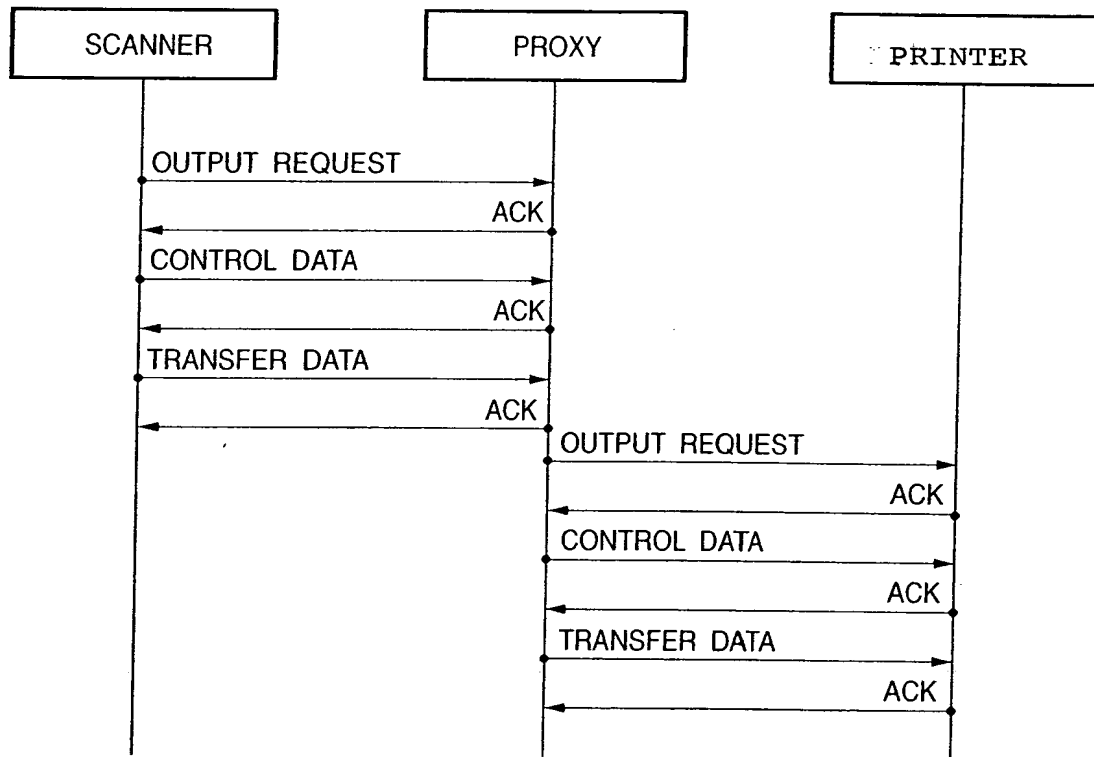 SCANNER
PROXY
PRINTER
OUTPUT REQUEST
ACK
CONTROL DATA
ACK
TRANSFER DATA
ACK
OUTPUT REQUEST
ACK
CONTROL DATA
ACK
TRANSFER DATA
ACK